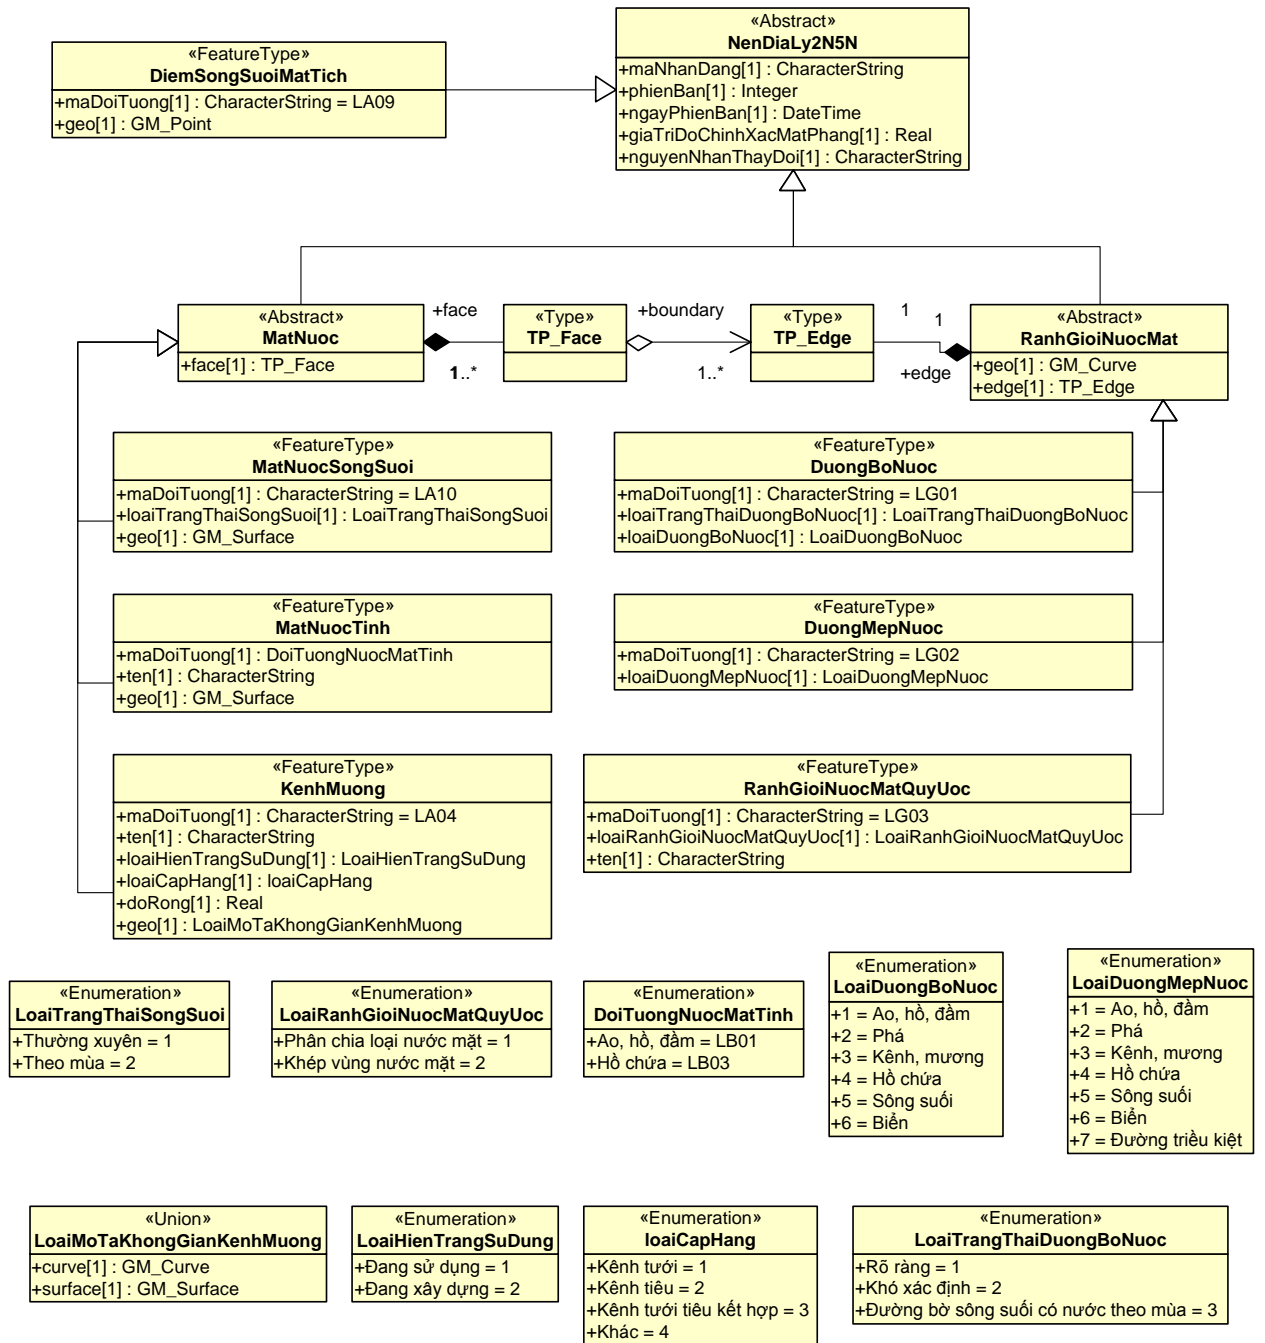 «FeatureType»
DiemSongSuoiMatTich
+maDoiTuong[1] : CharacterString = LA09
+geo[1] : GM_Point
«Abstract»
NenDiaLy2N5N
+maNhanDang[1] : CharacterString
+phienBan[1] : Integer
+ngayPhienBan[1] : DateTime
+giaTriDoChinhXacMatPhang[1] : Real
+nguyenNhanThayDoi[1] : CharacterString
«Abstract»
MatNuoc
+face[1] : TP_Face
+face
1..*
«Type»
TP_Face
+boundary
1..*
«Type»
TP_Edge
1
1
+edge
«Abstract»
RanhGioiNuocMat
+geo[1] : GM_Curve
+edge[1] : TP_Edge
«FeatureType»
MatNuocSongSuoi
+maDoiTuong[1] : CharacterString = LA10
+loaiTrangThaiSongSuoi[1] : LoaiTrangThaiSongSuoi
+geo[1] : GM_Surface
«FeatureType»
DuongBoNuoc
+maDoiTuong[1] : CharacterString = LG01
+loaiTrangThaiDuongBoNuoc[1] : LoaiTrangThaiDuongBoNuoc
+loaiDuongBoNuoc[1] : LoaiDuongBoNuoc
«FeatureType»
MatNuocTinh
+maDoiTuong[1] : DoiTuongNuocMatTinh
+ten[1] : CharacterString
+geo[1] : GM_Surface
«FeatureType»
DuongMepNuoc
+maDoiTuong[1] : CharacterString = LG02
+loaiDuongMepNuoc[1] : LoaiDuongMepNuoc
«FeatureType»
KenhMuong
+maDoiTuong[1] : CharacterString = LA04
+ten[1] : CharacterString
+loaiHienTrangSuDung[1] : LoaiHienTrangSuDung
+loaiCapHang[1] : loaiCapHang
+doRong[1] : Real
+geo[1] : LoaiMoTaKhongGianKenhMuong
«FeatureType»
RanhGioiNuocMatQuyUoc
+maDoiTuong[1] : CharacterString = LG03
+loaiRanhGioiNuocMatQuyUoc[1] : LoaiRanhGioiNuocMatQuyUoc
+ten[1] : CharacterString
«Enumeration»
LoaiTrangThaiSongSuoi
+Thường xuyên = 1
+Theo mùa = 2
«Enumeration»
LoaiRanhGioiNuocMatQuyUoc
+Phân chia loại nước mặt = 1
+Khép vùng nước mặt = 2
«Enumeration»
DoiTuongNuocMatTinh
+Ao, hồ, đầm = LB01
+Hồ chứa = LB03
«Enumeration»
LoaiDuongBoNuoc
+1 = Ao, hồ, đầm
+2 = Phá
+3 = Kênh, mương
+4 = Hồ chứa
+5 = Sông suối
+6 = Biển
«Enumeration»
LoaiDuongMepNuoc
+1 = Ao, hồ, đầm
+2 = Phá
+3 = Kênh, mương
+4 = Hồ chứa
+5 = Sông suối
+6 = Biển
+7 = Đường triều kiệt
«Union»
LoaiMoTaKhongGianKenhMuong
+curve[1] : GM_Curve
+surface[1] : GM_Surface
«Enumeration»
LoaiHienTrangSuDung
+Đang sử dụng = 1
+Đang xây dựng = 2
«Enumeration»
loaiCapHang
+Kênh tưới = 1
+Kênh tiêu = 2
+Kênh tưới tiêu kết hợp = 3
+Khác = 4
«Enumeration»
LoaiTrangThaiDuongBoNuoc
+Rõ ràng = 1
+Khó xác định = 2
+Đường bờ sông suối có nước theo mùa = 3